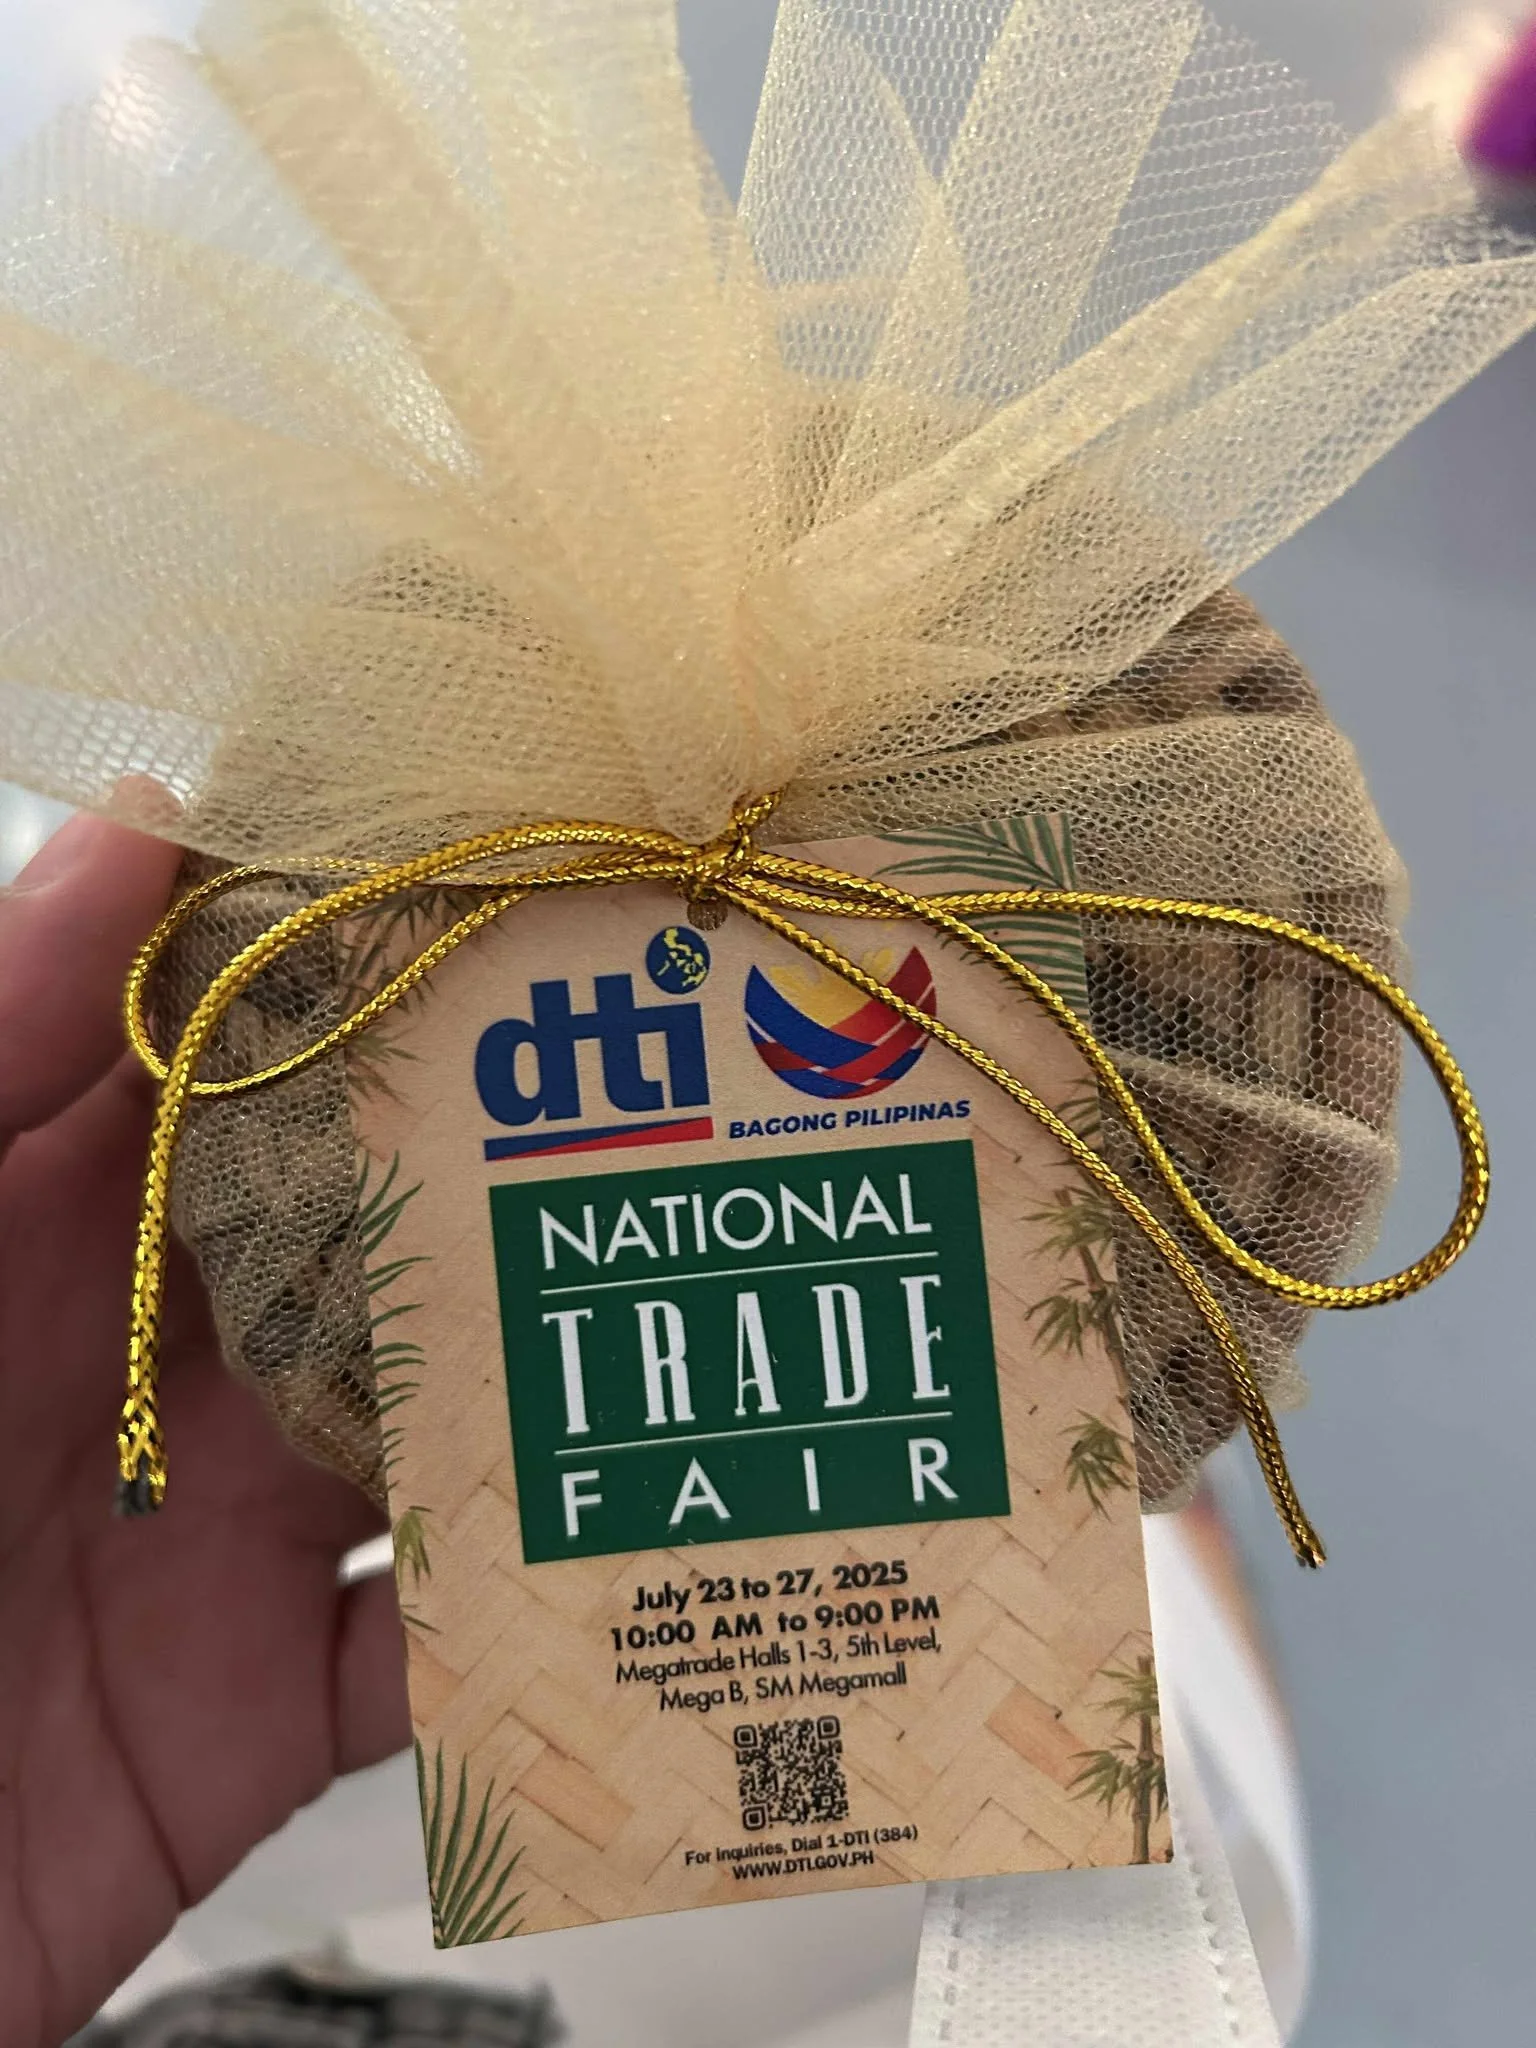 dti
BAGONG PILIPINAS
NATIONAL
TRADE
FAIR
July 23 to 27, 2025
10:00 AM to 9:00 PM
Megatrade Halls 1-3, 5th Level,
Mega B, SM Megamall
For Inquiries, Dial 1-DTI (384)
WWW.DTI.GOV.PH